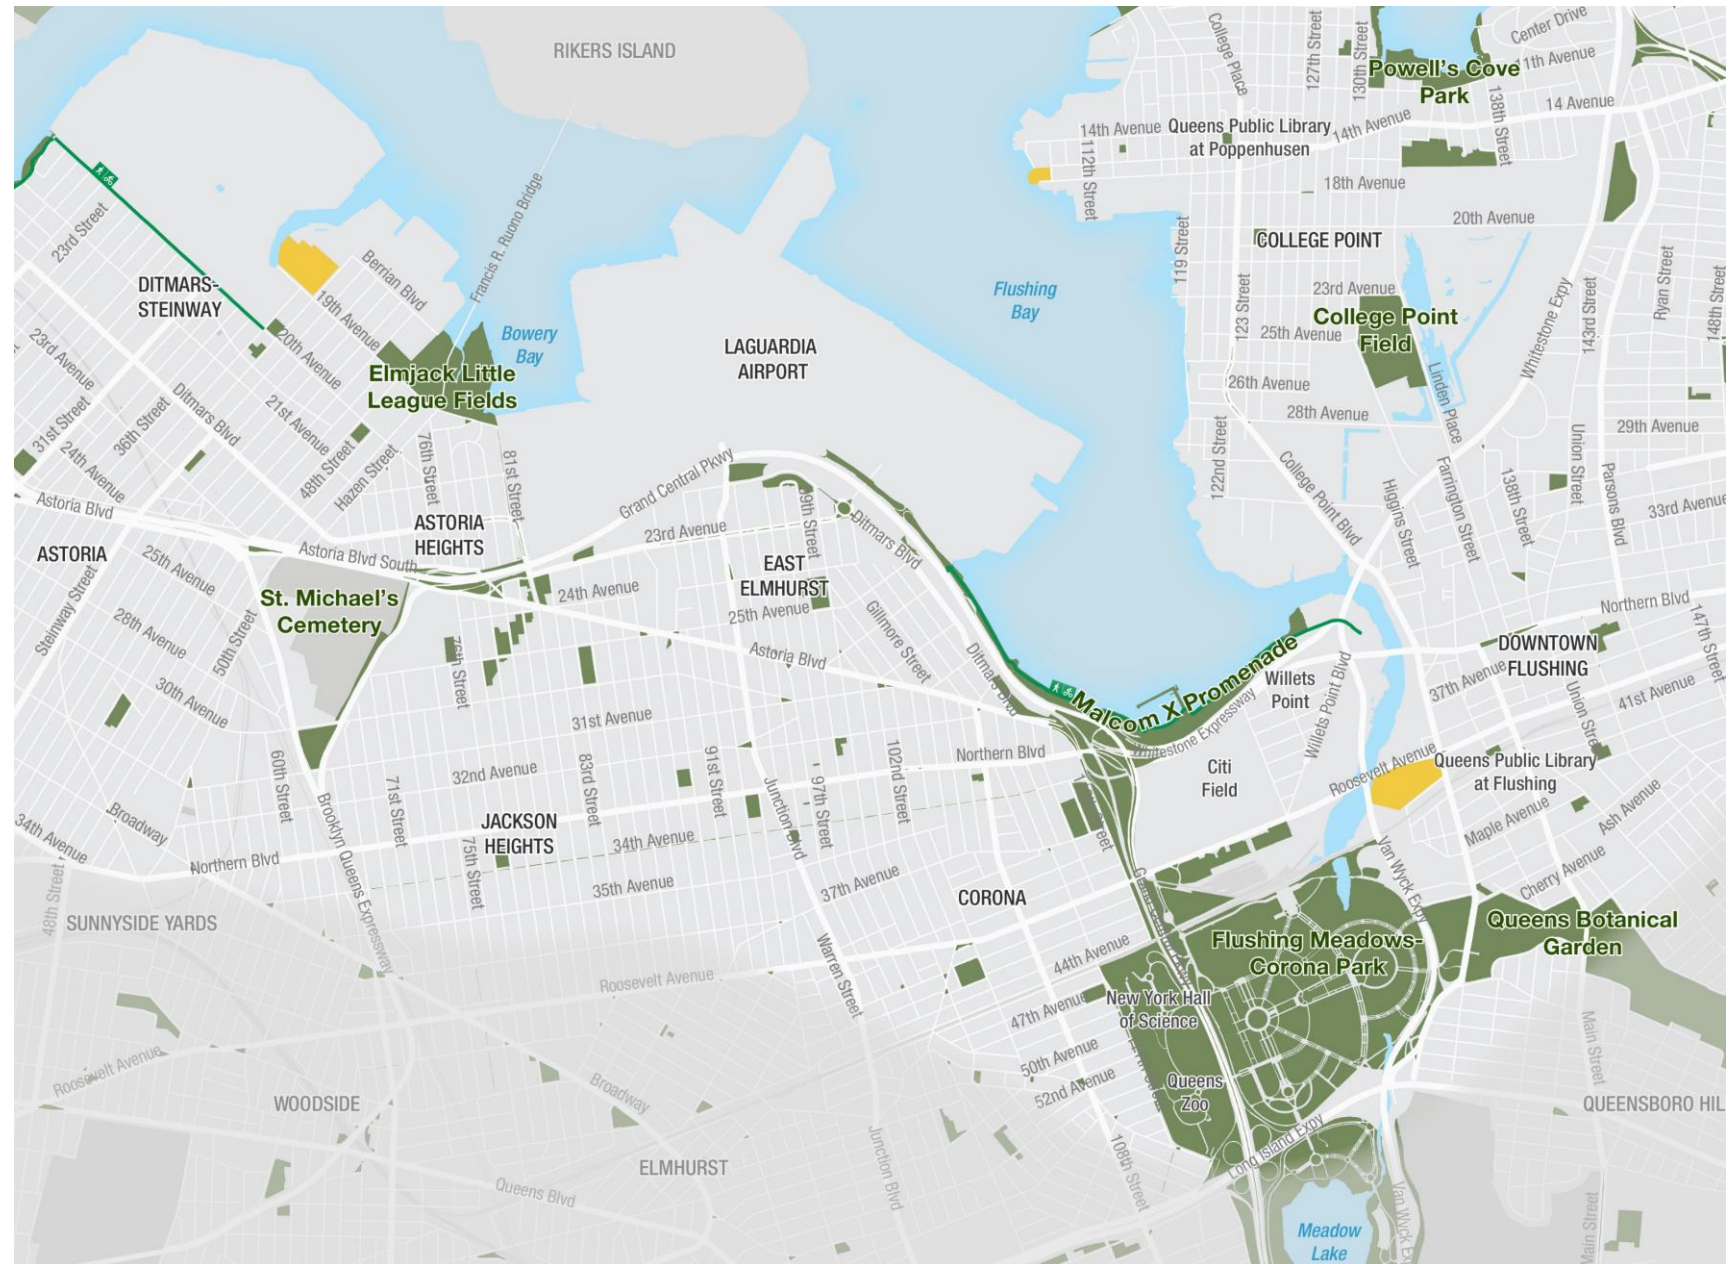 RIKERS ISLAND
College Place
127th Street
130th Street
Center Drive
11th Avenue
Powell's Cove
Park
138th Street
14 Avenue
14th Avenue
Queens Public Library
at Poppenhusen
14th Avenue
112th Street
18th Avenue
20th Avenue
COLLEGE POINT
119 Street
123 Street
23rd Avenue
College Point
Field
25th Avenue
26th Avenue
28th Avenue
Linden Place
Whitestone Expy
143rd Street
Ryan Street
148th Street
29th Avenue
Union Street
Parsons Blvd
33rd Avenue
122nd Street
College Point Blvd
Higgins Street
Farrington Street
138th Street
23rd Street
DITMARS-
STEINWAY
Berrian Blvd
19th Avenue
20th Avenue
Francis R. Ruono Bridge
Bowery
Bay
Flushing
Bay
LAGUARDIA
AIRPORT
Elmjack Little
League Fields
23rd Avenue
31st Street
24th Avenue
36th Street
Ditmars Blvd
21st Avenue
48th Street
Hazen Street
76th Street
81st Street
Grand Central Pkwy
23rd Avenue
99th Street
Ditmars Blvd
Astoria Blvd
ASTORIA
HEIGHTS
Astoria Blvd South
ASTORIA
25th Avenue
EAST
ELMHURST
24th Avenue
25th Avenue
Gillmore Street
St. Michael's
Cemetery
Steinway Street
28th Avenue
50th Street
30th Avenue
76th Street
Astoria Blvd
Ditmars Blvd
Malcom X Promenade
Willets
Point
Willets Point Blvd
Whitestone Expressway
Northern Blvd
147th Street
DOWNTOWN
FLUSHING
37th Avenue
Union Street
41st Avenue
31st Avenue
32nd Avenue
60th Street
71st Street
83rd Street
91st Street
Junction Blvd
97th Street
102nd Street
Northern Blvd
Citi
Field
Roosevelt Avenue
Queens Public Library
at Flushing
Maple Avenue
Ash Avenue
Cherry Avenue
Broadway
34th Avenue
Northern Blvd
Brooklyn Queens Expressway
75th Street
JACKSON
HEIGHTS
34th Avenue
35th Avenue
37th Avenue
CORONA
Van Wyck Expy
48th Street
SUNNYSIDE YARDS
Roosevelt Avenue
Warren Street
44th Avenue
47th Avenue
New York Hall
of Science
Flushing Meadows-
Corona Park
Queens Botanical
Garden
50th Avenue
52nd Avenue
Queens
Zoo
Main Street
Roosevelt Avenue
WOODSIDE
Broadway
QUEENSBORO HIL
ELMHURST
Queens Blvd
Junction Blvd
108th Street
Long Island Expy
Meadow
Lake
Van Wyck Ex
Main Street